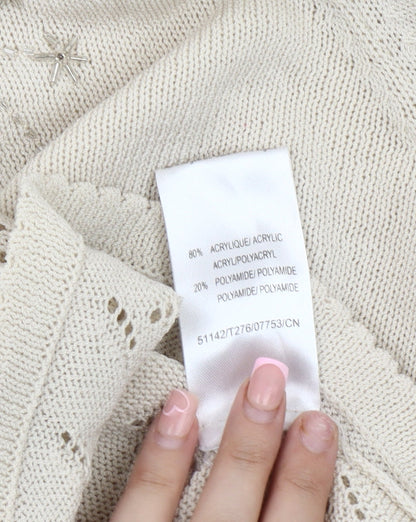 80% ACRYLIQUE/ ACRYLIC
ACRYL/POLYACRYL
20% POLYAMIDE/ POLYAMIDE
POLYAMIDE/ POLYAMIDE
51142/T276/07753/CN